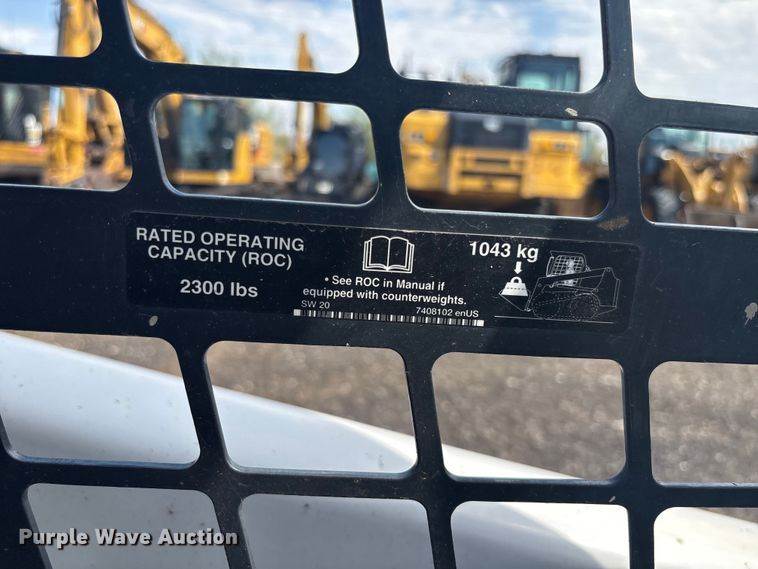 RATED OPERATING
CAPACITY (ROC)
2300 lbs
• See ROC in Manual if
equipped with counterweights.
SW 20
7408102 enUS
1043 kg
Purple Wave Auction